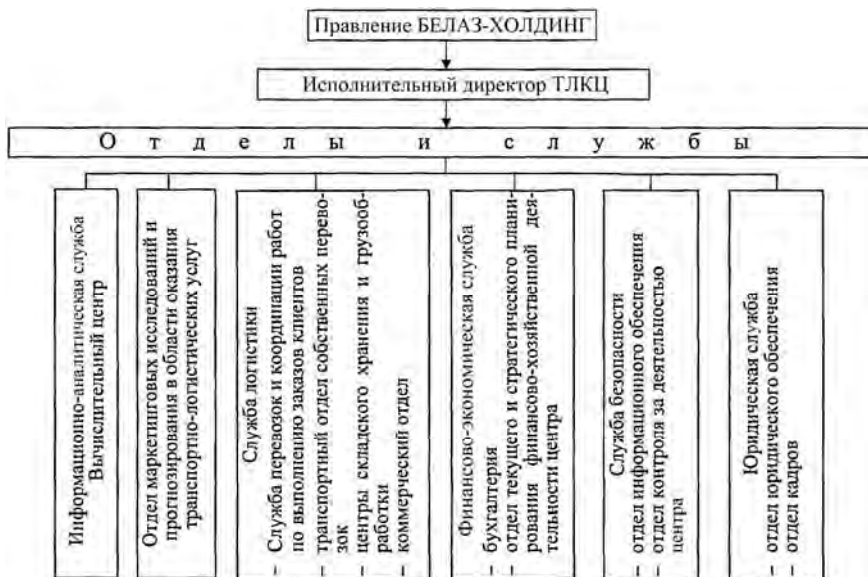 Правление БЕЛАЗ-ХОЛДИНГ
Исполнительный директор ТЛКЦ
Отделы и службы
Информационно-аналитическая служба
Вычислительный центр
Отдел маркетинговых исследований и
прогнозирования в области оказания
транспортно-логистических услуг
Служба логистики
– Служба перевозок и координации работ
по выполнению заказов клиентов
– транспортный отдел собственных перево-
зок
– центры складского хранения и грузооб-
работки
– коммерческий отдел
Финансово-экономическая служба
– бухгалтерия
– отдел текущего и стратегического плани-
рования финансово-хозяйственной дея-
тельности центра
Служба безопасности
– отдел информационного обеспечения
– отдел контроля за деятельностью
центра
Юридическая служба
– отдел юридического обеспечения
– отдел кадров